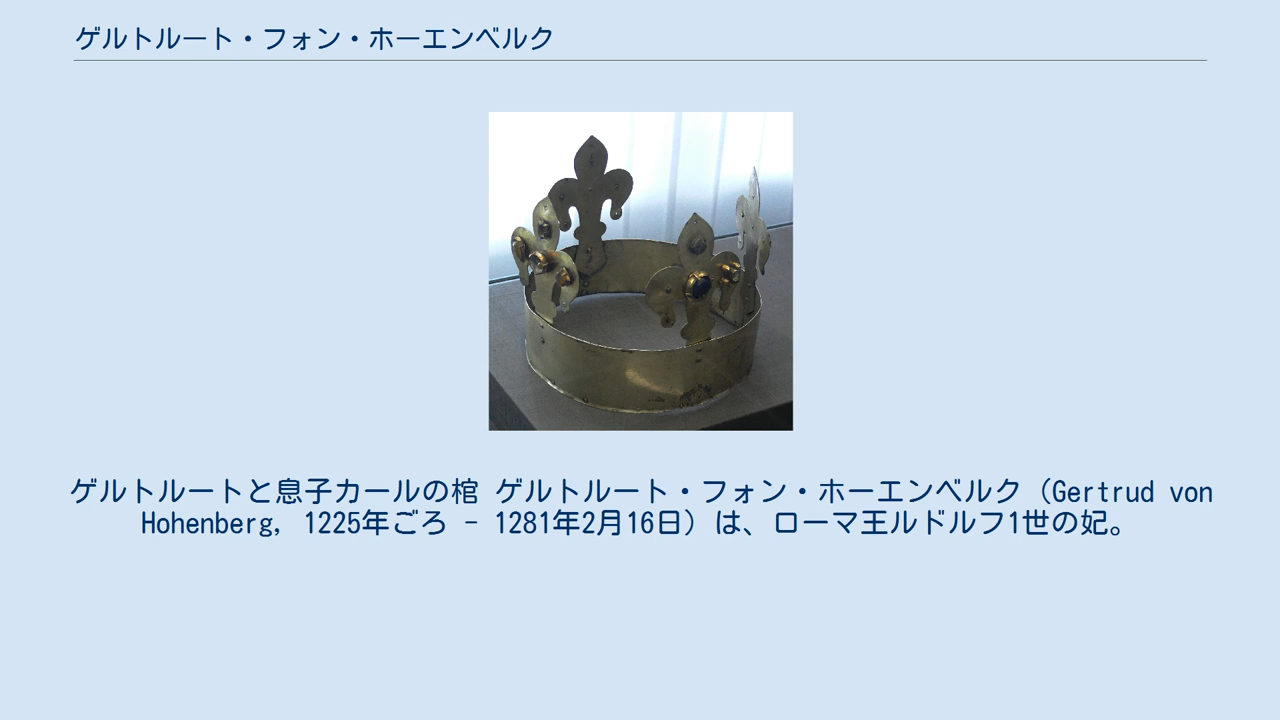 ゲルトルート・フォン・ホーエンベルク
ゲルトルートと息子カールの棺 ゲルトルート・フォン・ホーエンベルク（Gertrud von
Hohenberg, 1225年ごろ - 1281年2月16日）は、ローマ王ルドルフ1世の妃。